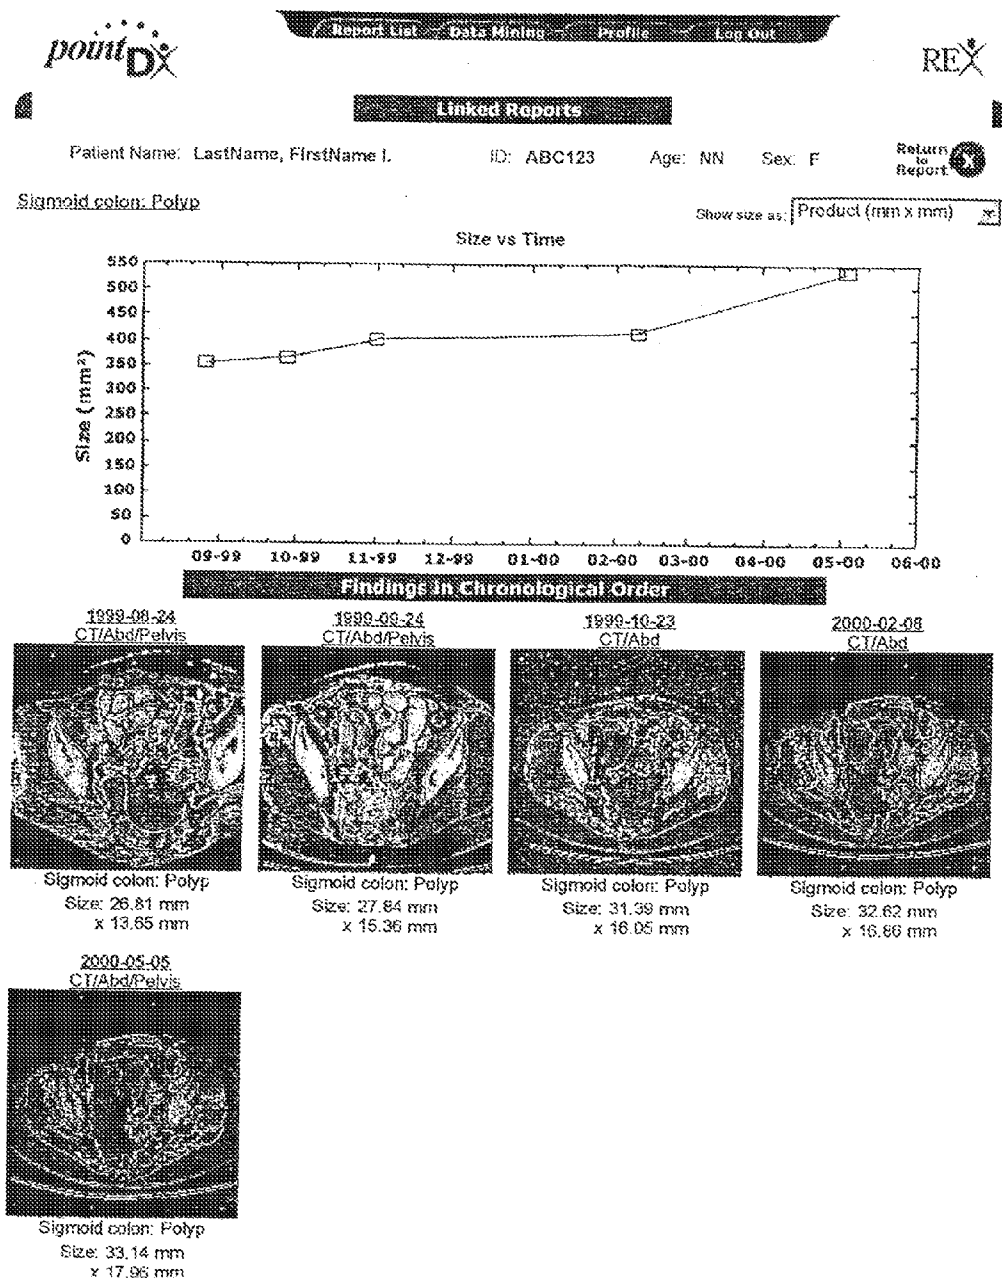 pointDX
Report List Data Mining Profile Log Out
REX
Linked Reports
Patient Name: LastName, FirstName I. ID: ABC123 Age: NN Sex: F
Return to Report
Sigmoid colon: Polyp
Show size as: Product (mm x mm)
Size vs Time
Size (mm²)
550
500
450
400
350
300
250
200
150
100
50
0
09-99 10-99 11-99 12-99 01-00 02-00 03-00 04-00 05-00 06-00
Findings In Chronological Order
1999-08-24 1999-09-24 1999-10-23 2000-02-08
CT/Abd/Pelvis CT/Abd/Pelvis CT/Abd CT/Abd
Sigmoid colon: Polyp Sigmoid colon: Polyp Sigmoid colon: Polyp Sigmoid colon: Polyp
Size: 26.81 mm Size: 27.84 mm Size: 31.39 mm Size: 32.62 mm
x 13.65 mm x 15.36 mm x 16.05 mm x 16.86 mm
2000-05-05
CT/Abd/Pelvis
Sigmoid colon: Polyp
Size: 33.14 mm
x 17.96 mm